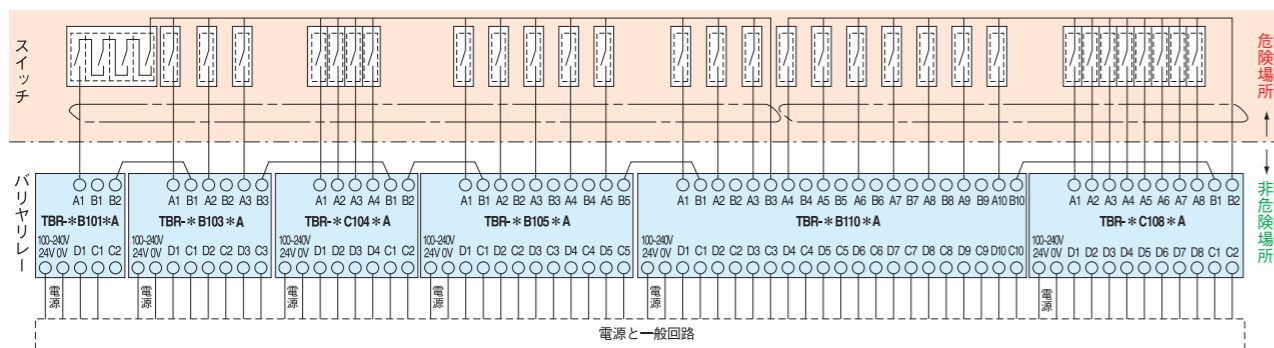 スイッチ
危険場所
バリヤリレー
非危険場所
A1 B1 B2
TBR-＊B101＊A
100-240V
24V 0V D1 C1 C2
電源
A1 B1 A2 B2 A3 B3
TBR-＊B103＊A
100-240V
24V 0V D1 C1 D2 C2 D3 C3
電源
A1 A2 A3 A4 B1 B2
TBR-＊C104＊A
100-240V
24V 0V D1 D2 D3 D4 C1 C2
電源
A1 B1 A2 B2 A3 B3 A4 B4 A5 B5
TBR-＊B105＊A
100-240V
24V 0V D1 C1 D2 C2 D3 C3 D4 C4 D5 C5
電源
A1 B1 A2 B2 A3 B3 A4 B4 A5 B5 A6 B6 A7 B7 A8 B8 A9 B9 A10 B10
TBR-＊B110＊A
100-240V
24V 0V D1 C1 D2 C2 D3 C3 D4 C4 D5 C5 D6 C6 D7 C7 D8 C8 D9 C9 D10 C10
電源
A1 A2 A3 A4 A5 A6 A7 A8 B1 B2
TBR-＊C108＊A
100-240V
24V 0V D1 D2 D3 D4 D5 D6 D7 D8 C1 C2
電源
電源と一般回路